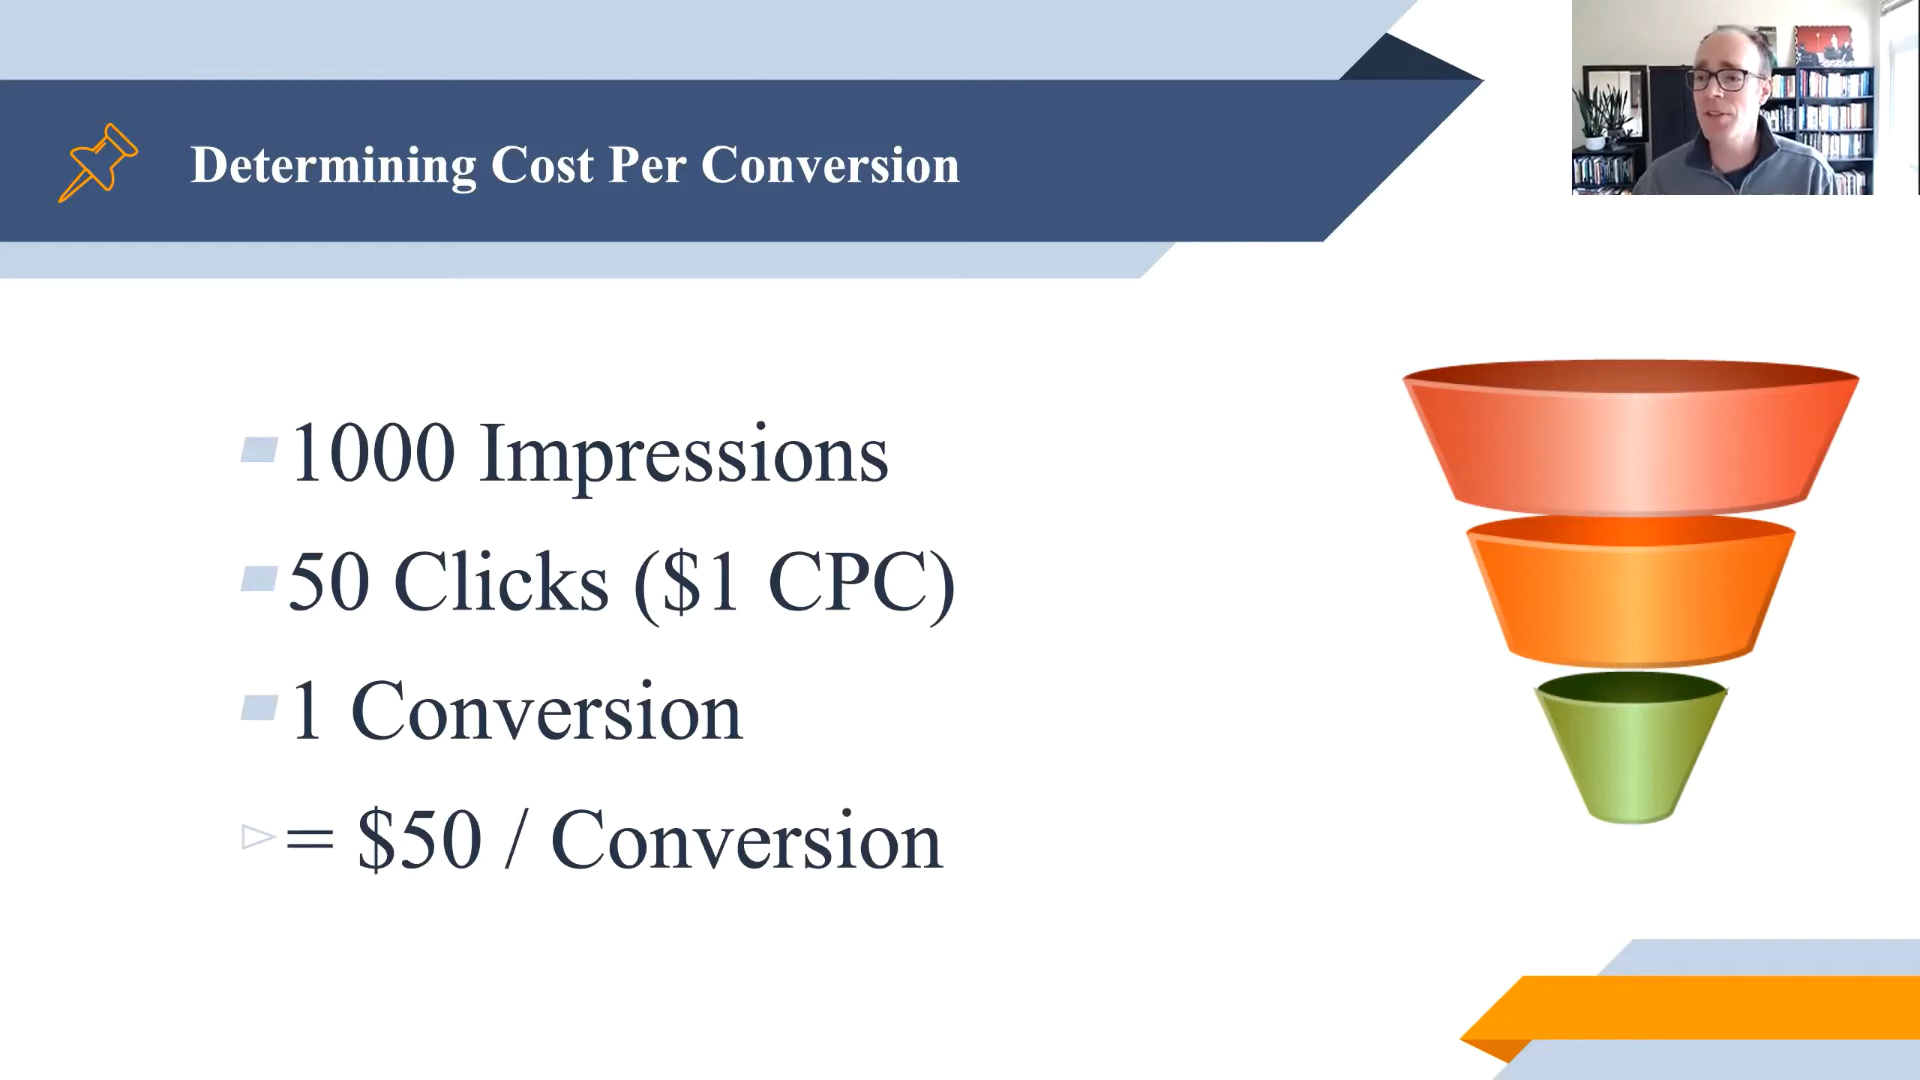 Determining Cost Per Conversion
1000 Impressions
50 Clicks ($1 CPC)
1 Conversion
= $50 / Conversion